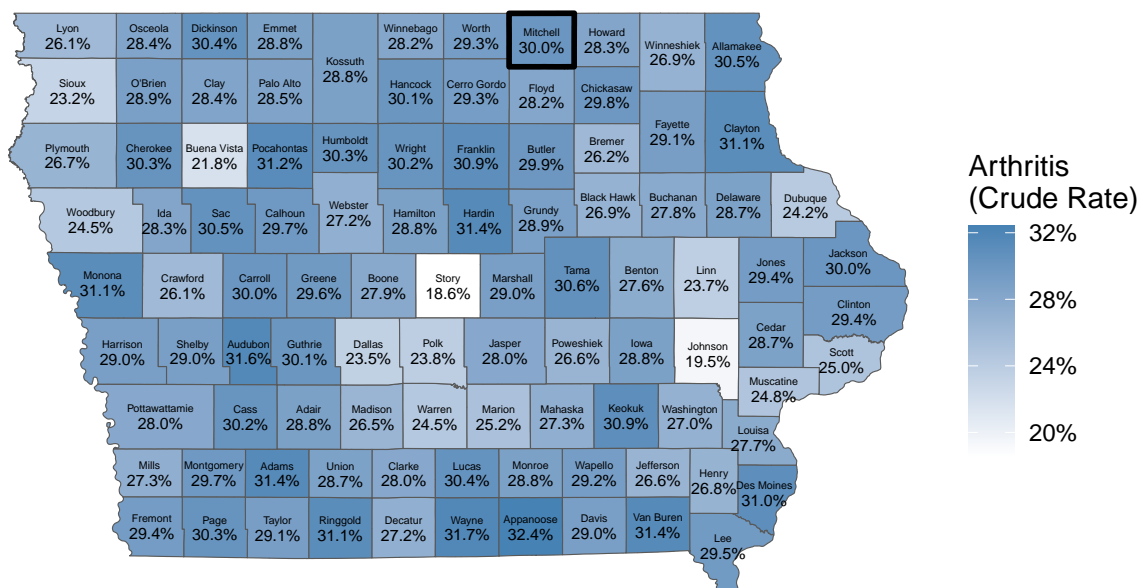 Lyon
26.1%
Osceola
28.4%
Dickinson
30.4%
Emmet
28.8%
Kossuth
28.8%
Winnebago
28.2%
Worth
29.3%
Mitchell
30.0%
Howard
28.3%
Winneshiek
26.9%
Allamakee
30.5%
Sioux
23.2%
O'Brien
28.9%
Clay
28.4%
Palo Alto
28.5%
Hancock
30.1%
Cerro Gordo
29.3%
Floyd
28.2%
Chickasaw
29.8%
Fayette
29.1%
Clayton
31.1%
Plymouth
26.7%
Cherokee
30.3%
Buena Vista
21.8%
Pocahontas
31.2%
Humboldt
30.3%
Wright
30.2%
Franklin
30.9%
Butler
29.9%
Bremer
26.2%
Woodbury
24.5%
Ida
28.3%
Sac
30.5%
Calhoun
29.7%
Webster
27.2%
Hamilton
28.8%
Hardin
31.4%
Grundy
28.9%
Black Hawk
26.9%
Buchanan
27.8%
Delaware
28.7%
Dubuque
24.2%
Monona
31.1%
Crawford
26.1%
Carroll
30.0%
Greene
29.6%
Boone
27.9%
Story
18.6%
Marshall
29.0%
Tama
30.6%
Benton
27.6%
Linn
23.7%
Jones
29.4%
Jackson
30.0%
Clinton
29.4%
Harrison
29.0%
Shelby
29.0%
Audubon
31.6%
Guthrie
30.1%
Dallas
23.5%
Polk
23.8%
Jasper
28.0%
Poweshiek
26.6%
Iowa
28.8%
Johnson
19.5%
Cedar
28.7%
Scott
25.0%
Muscatine
24.8%
Pottawattamie
28.0%
Cass
30.2%
Adair
28.8%
Madison
26.5%
Warren
24.5%
Marion
25.2%
Mahaska
27.3%
Keokuk
30.9%
Washington
27.0%
Louisa
27.7%
Mills
27.3%
Montgomery
29.7%
Adams
31.4%
Union
28.7%
Clarke
28.0%
Lucas
30.4%
Monroe
28.8%
Wapello
29.2%
Jefferson
26.6%
Henry
26.8%
Des Moines
31.0%
Fremont
29.4%
Page
30.3%
Taylor
29.1%
Ringgold
31.1%
Decatur
27.2%
Wayne
31.7%
Appanoose
32.4%
Davis
29.0%
Van Buren
31.4%
Lee
29.5%
Arthritis
(Crude Rate)
32%
28%
24%
20%